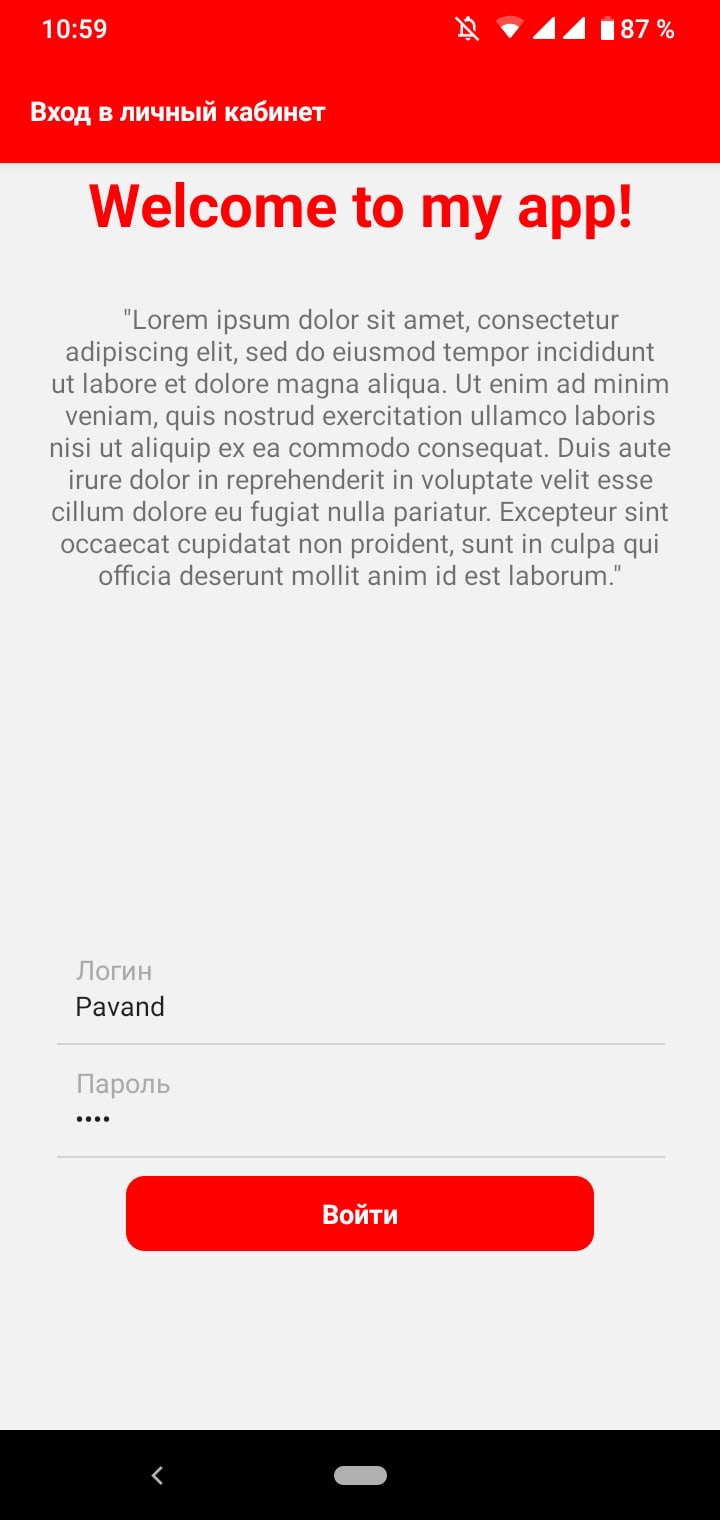 10:59
87 %
Вход в личный кабинет
Welcome to my app!
"Lorem ipsum dolor sit amet, consectetur
adipiscing elit, sed do eiusmod tempor incididunt
ut labore et dolore magna aliqua. Ut enim ad minim
veniam, quis nostrud exercitation ullamco laboris
nisi ut aliquip ex ea commodo consequat. Duis aute
irure dolor in reprehenderit in voluptate velit esse
cillum dolore eu fugiat nulla pariatur. Excepteur sint
occaecat cupidatat non proident, sunt in culpa qui
officia deserunt mollit anim id est laborum."
Логин
Pavand
Пароль
••••
Войти